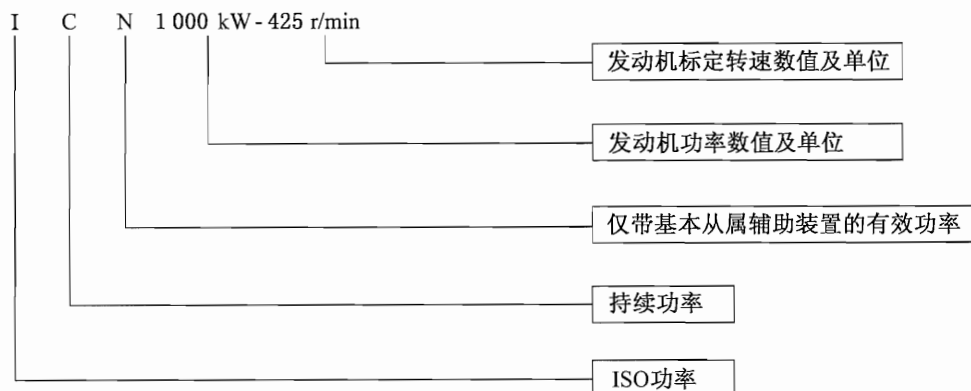 I C N 1 000 kW - 425 r/min
发动机标定转速数值及单位
发动机功率数值及单位
仅带基本从属辅助装置的有效功率
持续功率
ISO功率